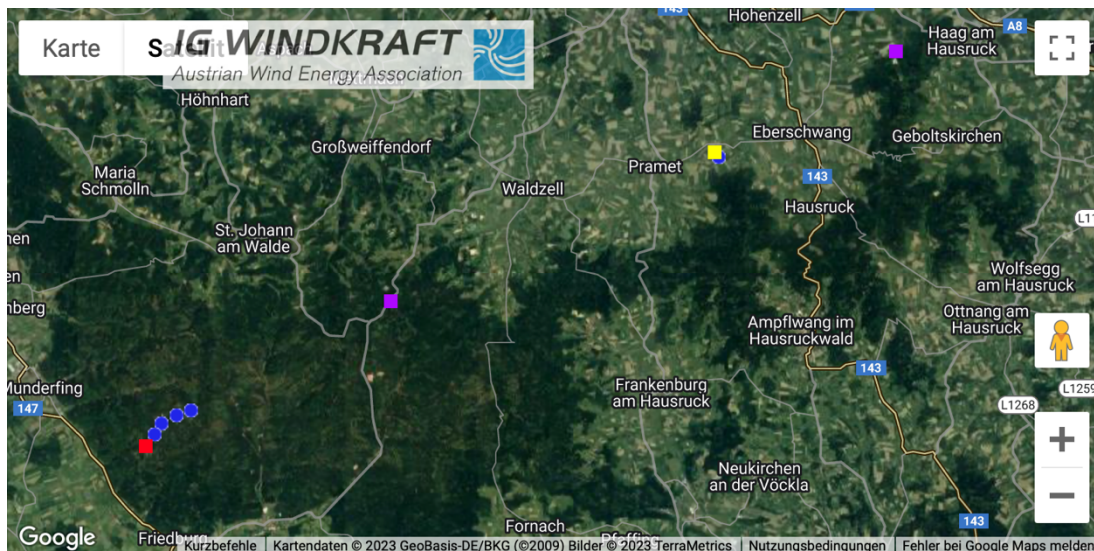 Karte
Satellit
IG WINDKRAFT
Austrian Wind Energy Association
Aspach
143
Hohenzell
A8
Haag am
Hausruck
Höhnhart
Großweiffendorf
Eberschwang
Geboltskirchen
Maria
Schmolln
Waldzell
Pramet
143
Hausruck
St. Johann
am Walde
Wolfsegg
am Hausruck
Ottnang am
Hausruck
Ampflwang im
Hausruckwald
Munderfing
147
Frankenburg
am Hausruck
143
L1259
L1268
Neukirchen
an der Vöckla
143
Fornach
Google
Friedburg
Kurzbefehle
Kartendaten © 2023 GeoBasis-DE/BKG (©2009) Bilder © 2023 TerraMetrics
Nutzungsbedingungen
Fehler bei Google Maps melden